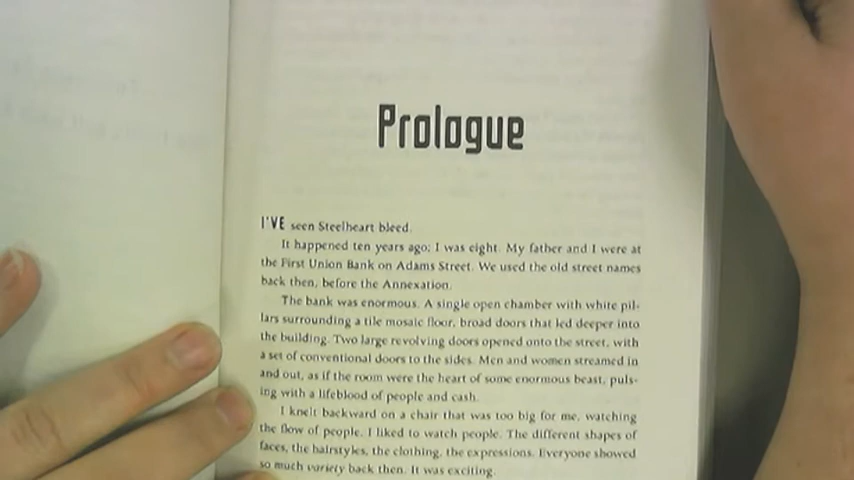 Prologue
I'VE seen Steelheart bleed.
It happened ten years ago; I was eight. My father and I were at
the First Union Bank on Adams Street. We used the old street names
back then, before the Annexation.
The bank was enormous. A single open chamber with white pil-
lars surrounding a tile mosaic floor, broad doors that led deeper into
the building. Two large revolving doors opened onto the street, with
a set of conventional doors to the sides. Men and women streamed in
and out, as if the room were the heart of some enormous beast, puls-
ing with a lifeblood of people and cash.
I knelt backward on a chair that was too big for me, watching
the flow of people. I liked to watch people. The different shapes of
faces, the hairstyles, the clothing, the expressions. Everyone showed
so much variety back then. It was exciting.